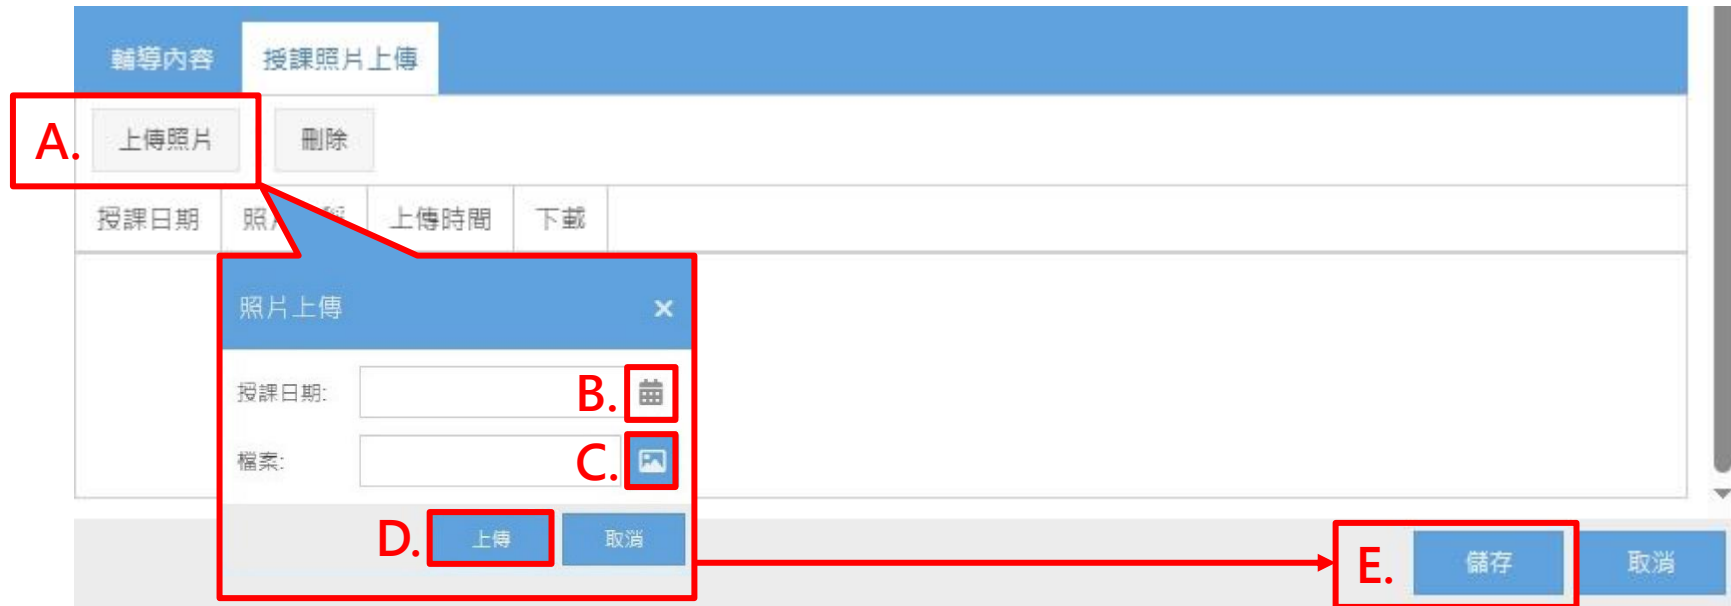 輔導內容 授課照片上傳
A. 上傳照片 刪除
授課日期 照片 上傳時間 下載
照片上傳 ×
授課日期: B.
檔案: C.
D. 上傳 取消
E. 儲存 取消